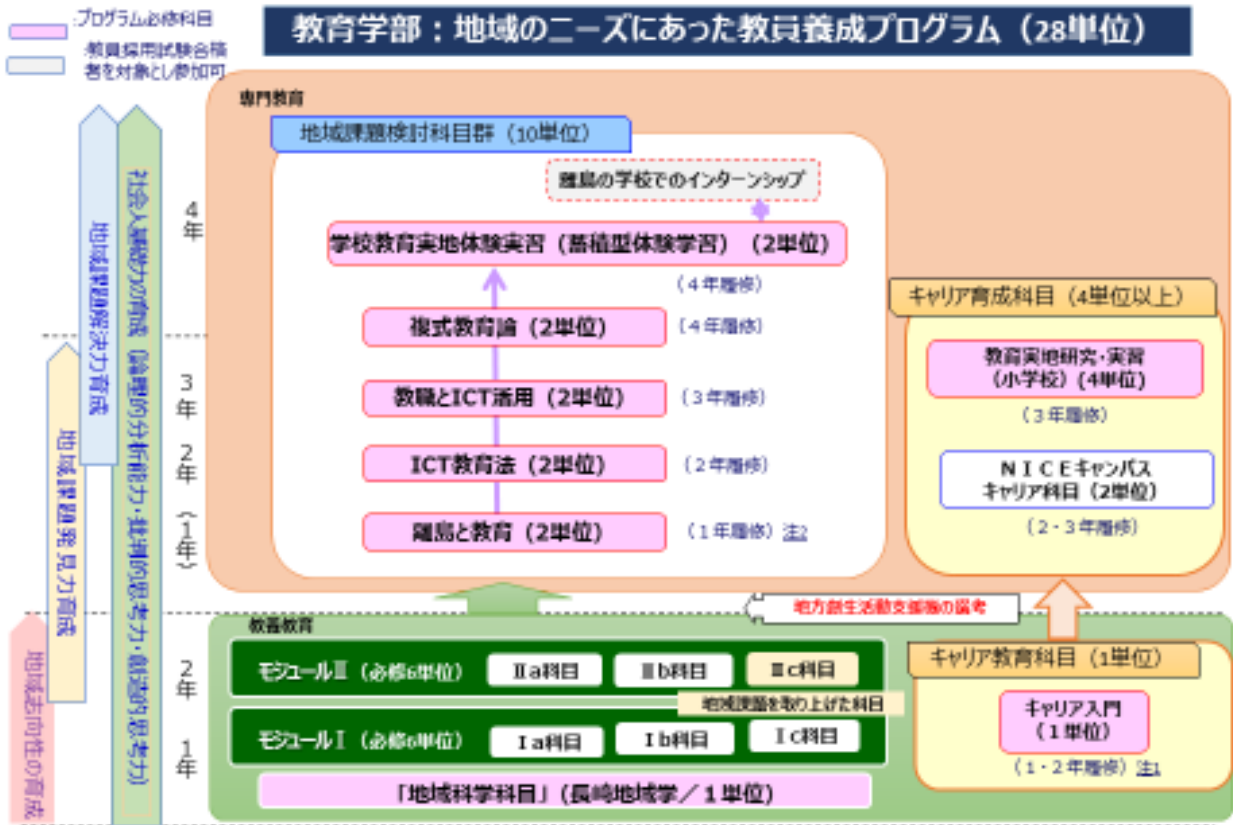 プログラム必修科目
教員採用試験合格
者を対象とし参加可
教育学部：地域のニーズにあった教員養成プログラム（28単位）
専門教育
地域課題検討科目群（10単位）
離島の学校でのインターンシップ
学校教育実地体験実習（蓄積型体験学習）（2単位）
（4年履修）
複式教育論（2単位）
（4年履修）
教職とICT活用（2単位）
（3年履修）
ICT教育法（2単位）
（2年履修）
離島と教育（2単位）
（1年履修）注2
キャリア育成科目（4単位以上）
教育実地研究・実習
（小学校）(4単位)
（3年履修）
ＮＩＣＥキャンパス
キャリア科目（2単位）
（2・3年履修）
4年
3年
2年
（1年）
2年
1年
社会人基礎力の育成（論理的分析能力・批判的思考力・創造的思考力）
地域課題解決力育成
地域課題発見力育成
地域志向性の育成
地方創生活動支援後の選考
教養教育
モジュールⅡ（必修6単位）
Ⅱa科目
Ⅱb科目
Ⅱc科目
地域課題を取り上げた科目
モジュールⅠ（必修6単位）
Ⅰa科目
Ⅰb科目
Ⅰc科目
「地域科学科目」(長崎地域学／１単位)
キャリア教育科目（1単位）
キャリア入門
（1単位）
（1・2年履修）注1